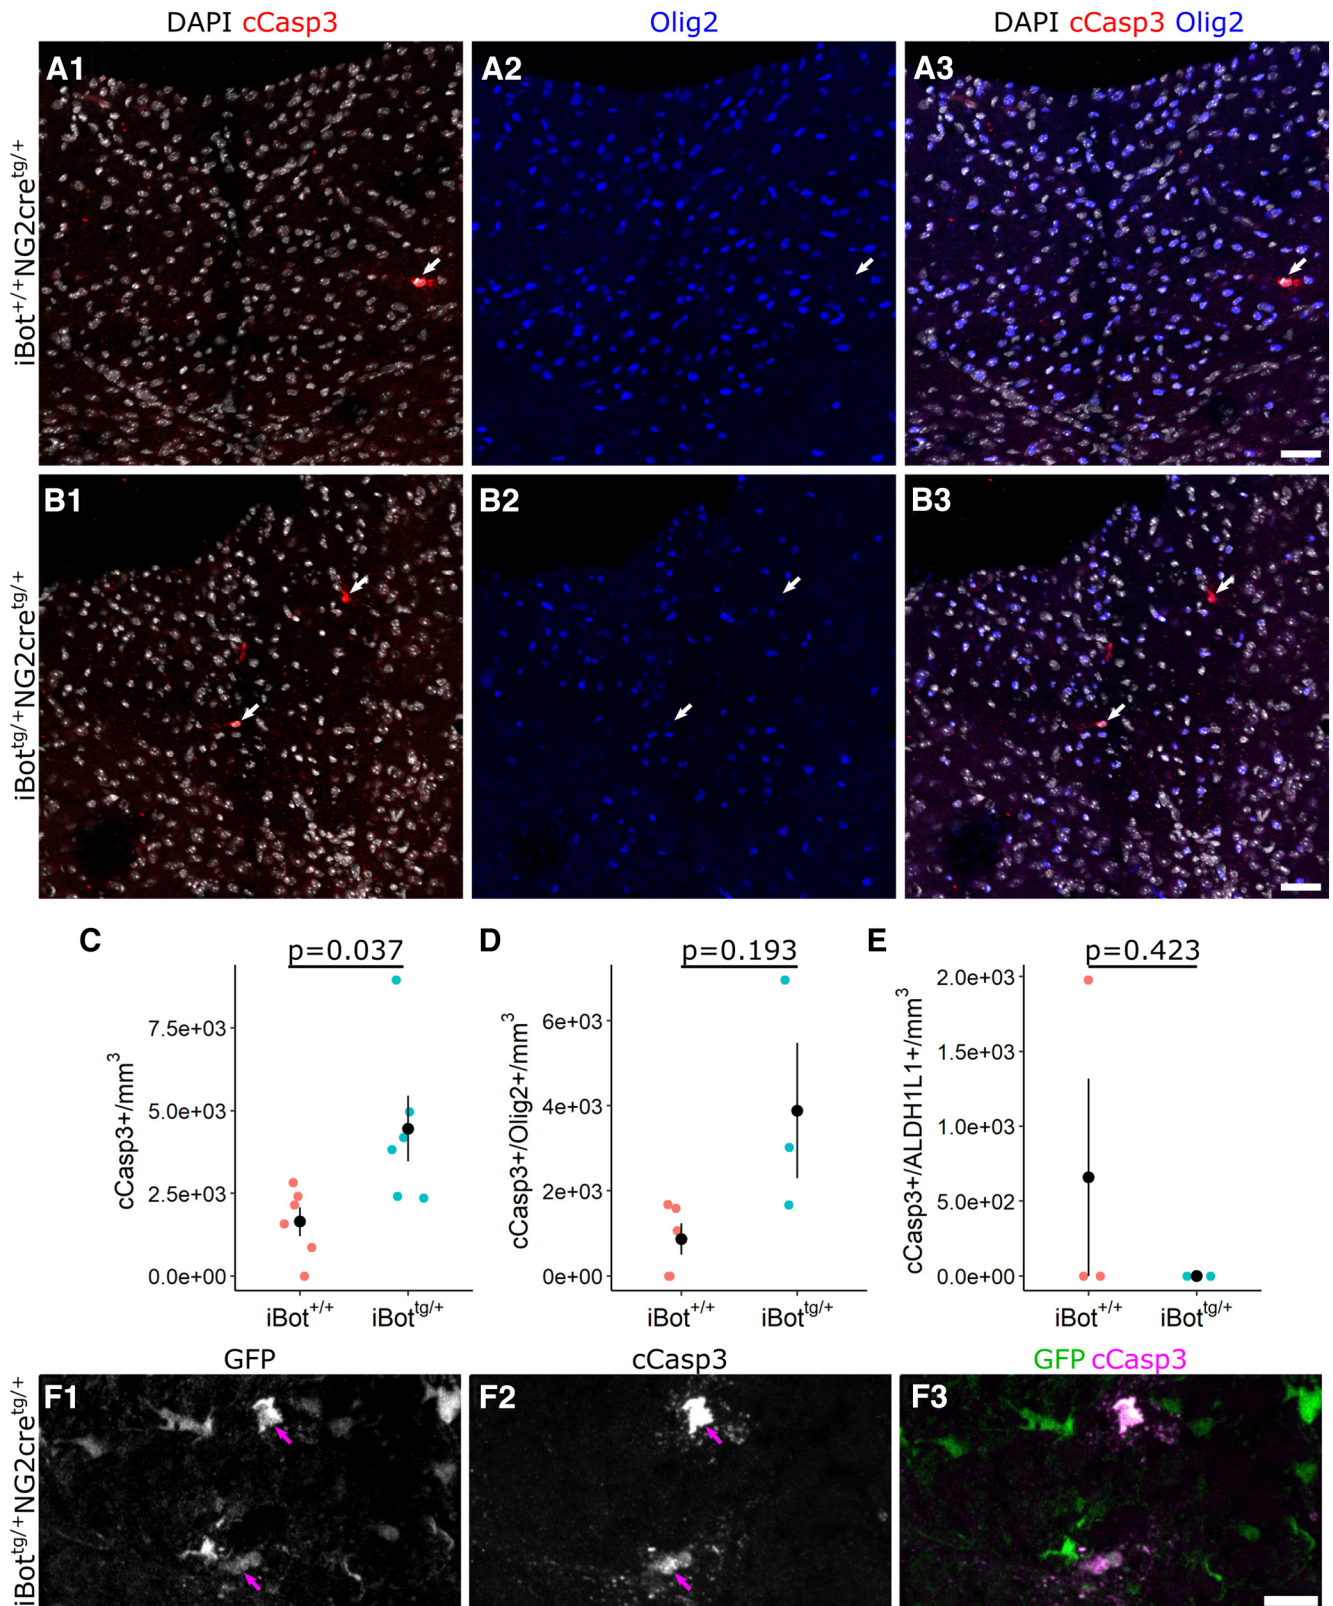 DAPI cCasp3
Olig2
DAPI cCasp3 Olig2
A1
A2
A3
iBot+/+NG2cretg/+
B1
B2
B3
iBottg/+NG2cretg/+
C
p=0.037
cCasp3+/mm3
7.5e+03
5.0e+03
2.5e+03
0.0e+00
iBot+/+
iBottg/+
D
p=0.193
cCasp3+/Olig2+/mm3
6e+03
4e+03
2e+03
0e+00
iBot+/+
iBottg/+
E
p=0.423
cCasp3+/ALDH1L1+/mm3
2.0e+03
1.5e+03
1.0e+03
5.0e+02
0.0e+00
iBot+/+
iBottg/+
GFP
cCasp3
GFP cCasp3
F1
F2
F3
iBottg/+NG2cretg/+